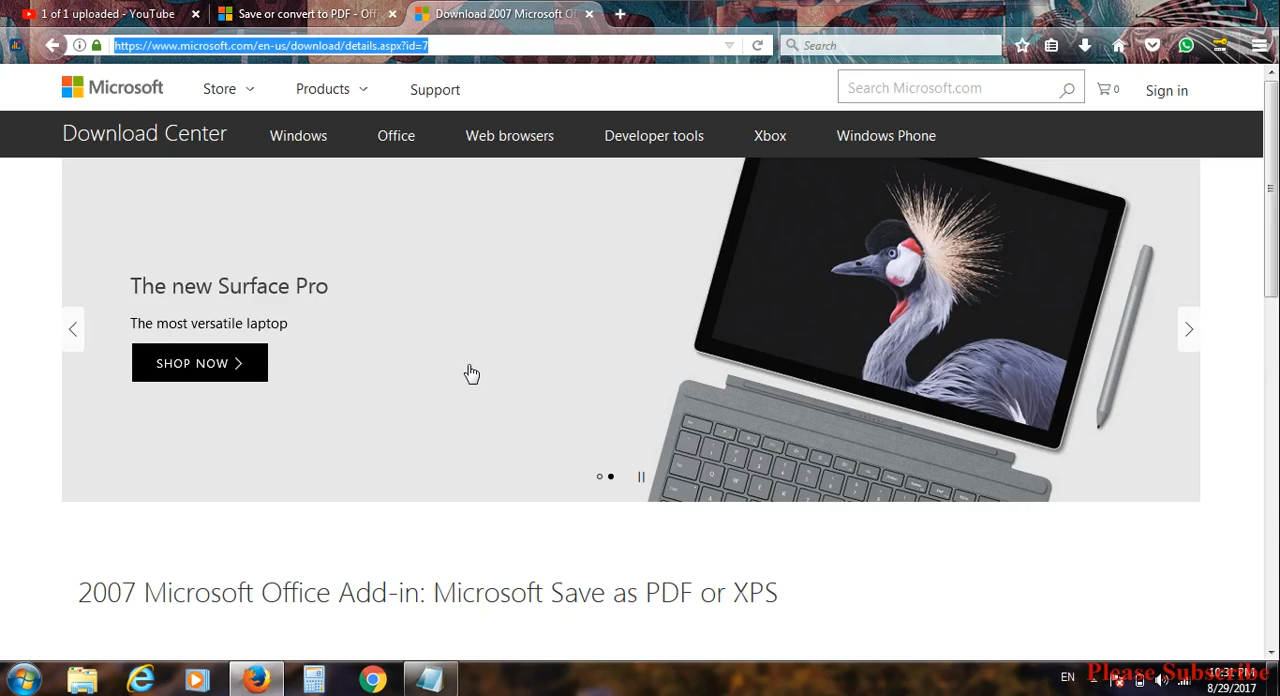 1 of 1 uploaded - YouTube
Save or convert to PDF - Off
Download 2007 Microsoft O
https://www.microsoft.com/en-us/download/details.aspx?id=7
Search
Microsoft
Store
Products
Support
Search Microsoft.com
0
Sign in
Download Center
Windows
Office
Web browsers
Developer tools
Xbox
Windows Phone
The new Surface Pro
The most versatile laptop
SHOP NOW
2007 Microsoft Office Add-in: Microsoft Save as PDF or XPS
EN
Please Subscribe
10:31 PM
8/29/2017